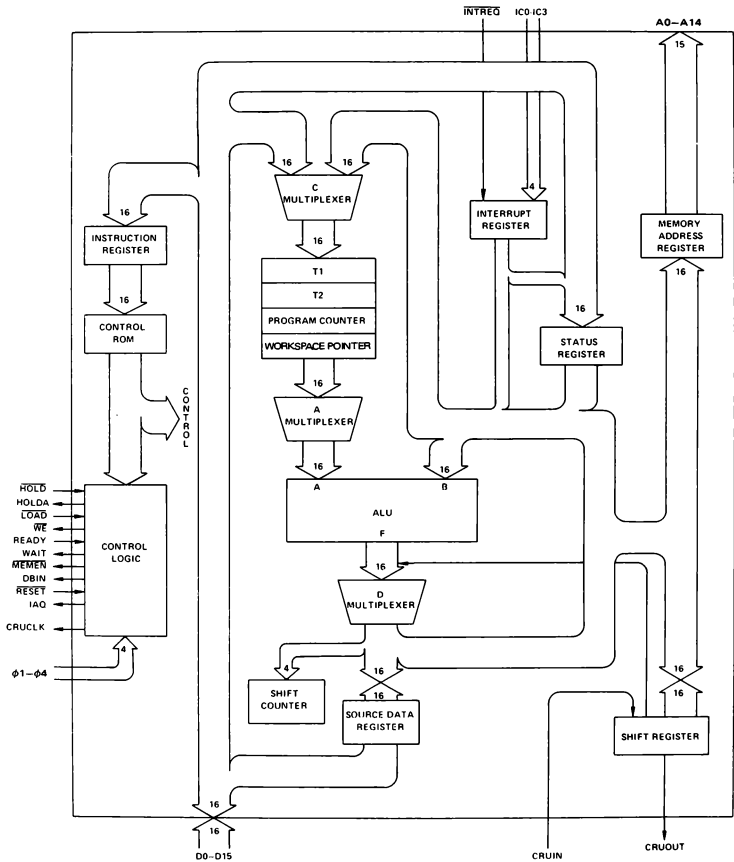 INTREQ IC0-IC3
A0–A14
15
16 16
C
MULTIPLEXER
4
16
INTERRUPT
REGISTER
MEMORY
ADDRESS
REGISTER
INSTRUCTION
REGISTER
16
16
T1
T2
PROGRAM COUNTER
WORKSPACE POINTER
16
16
CONTROL
ROM
STATUS
REGISTER
16
CONTROL
A
MULTIPLEXER
16 16
A B
ALU
F
HOLD
HOLDA
LOAD
WE
READY
WAIT
MEMEN
DBIN
RESET
IAQ
CRUCLK
CONTROL
LOGIC
16
D
MULTIPLEXER
4
ϕ1–ϕ4
4
SHIFT
COUNTER
16
16
SOURCE DATA
REGISTER
16
16
SHIFT REGISTER
16
16
D0–D15
CRUIN
CRUOUT